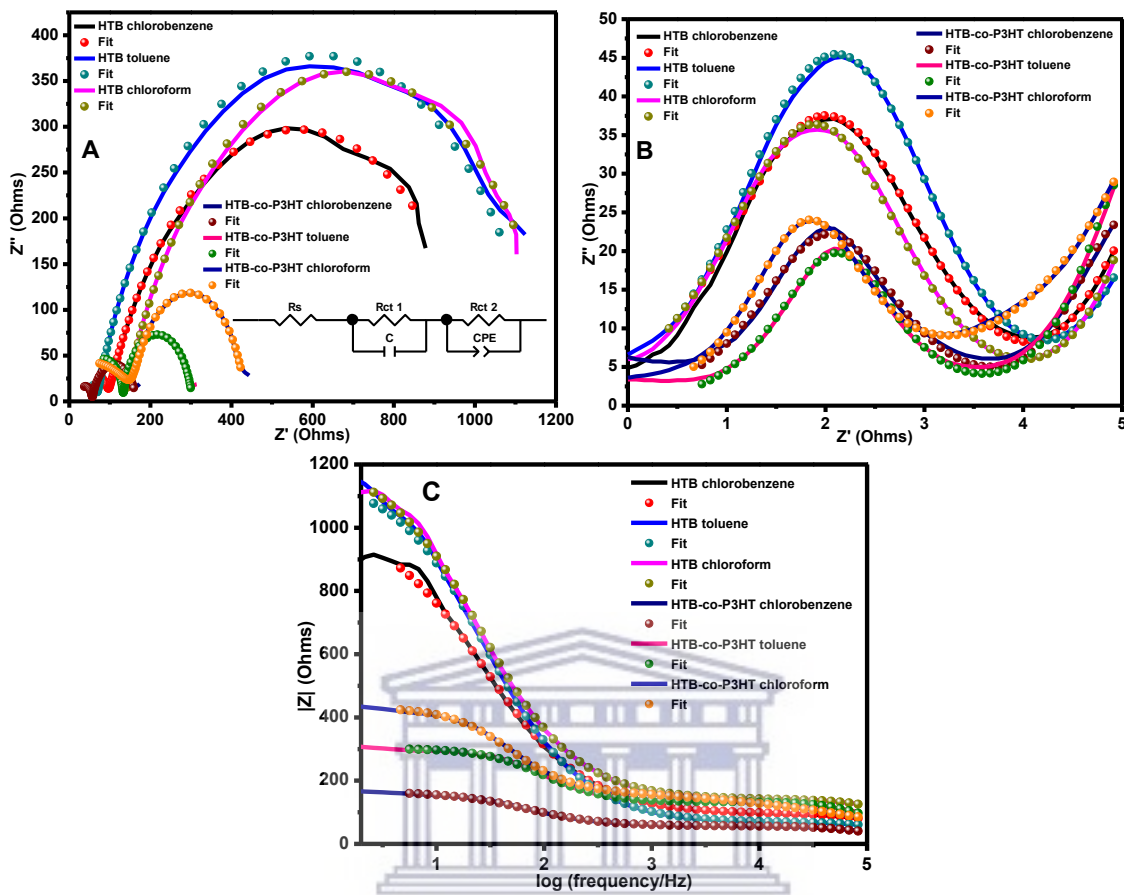 A
Z'' (Ohms)
400
350
300
250
200
150
100
50
0
HTB chlorobenzene
Fit
HTB toluene
Fit
HTB chloroform
Fit
HTB-co-P3HT chlorobenzene
Fit
HTB-co-P3HT toluene
Fit
HTB-co-P3HT chloroform
Fit
Rs
Rct 1
Rct 2
C
CPE
0 200 400 600 800 1000 1200
Z' (Ohms)
B
Z'' (Ohms)
50
45
40
35
30
25
20
15
10
5
0
HTB chlorobenzene
Fit
HTB toluene
Fit
HTB chloroform
Fit
HTB-co-P3HT chlorobenzene
Fit
HTB-co-P3HT toluene
Fit
HTB-co-P3HT chloroform
Fit
0 1 2 3 4 5
Z' (Ohms)
C
|Z| (Ohms)
1200
1000
800
600
400
200
0
HTB chlorobenzene
Fit
HTB toluene
Fit
HTB chloroform
Fit
HTB-co-P3HT chlorobenzene
Fit
HTB-co-P3HT toluene
Fit
HTB-co-P3HT chloroform
Fit
1 2 3 4 5
log (frequency/Hz)